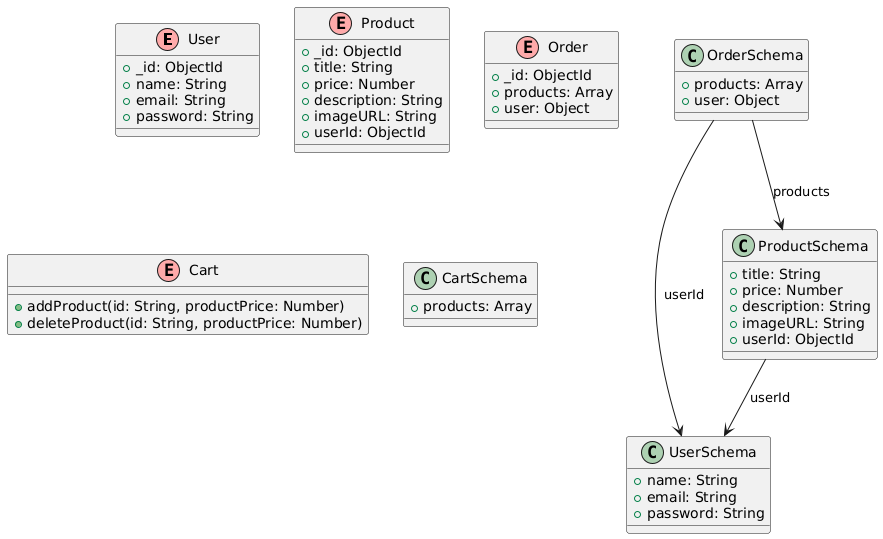 E User
+ _id: ObjectId
+ name: String
+ email: String
+ password: String
E Product
+ _id: ObjectId
+ title: String
+ price: Number
+ description: String
+ imageURL: String
+ userId: ObjectId
E Order
+ _id: ObjectId
+ products: Array
+ user: Object
C OrderSchema
+ products: Array
+ user: Object
products
E Cart
addProduct(id: String, productPrice: Number)
deleteProduct(id: String, productPrice: Number)
C CartSchema
+ products: Array
userId
C ProductSchema
+ title: String
+ price: Number
+ description: String
+ imageURL: String
+ userId: ObjectId
userId
C UserSchema
+ name: String
+ email: String
+ password: String